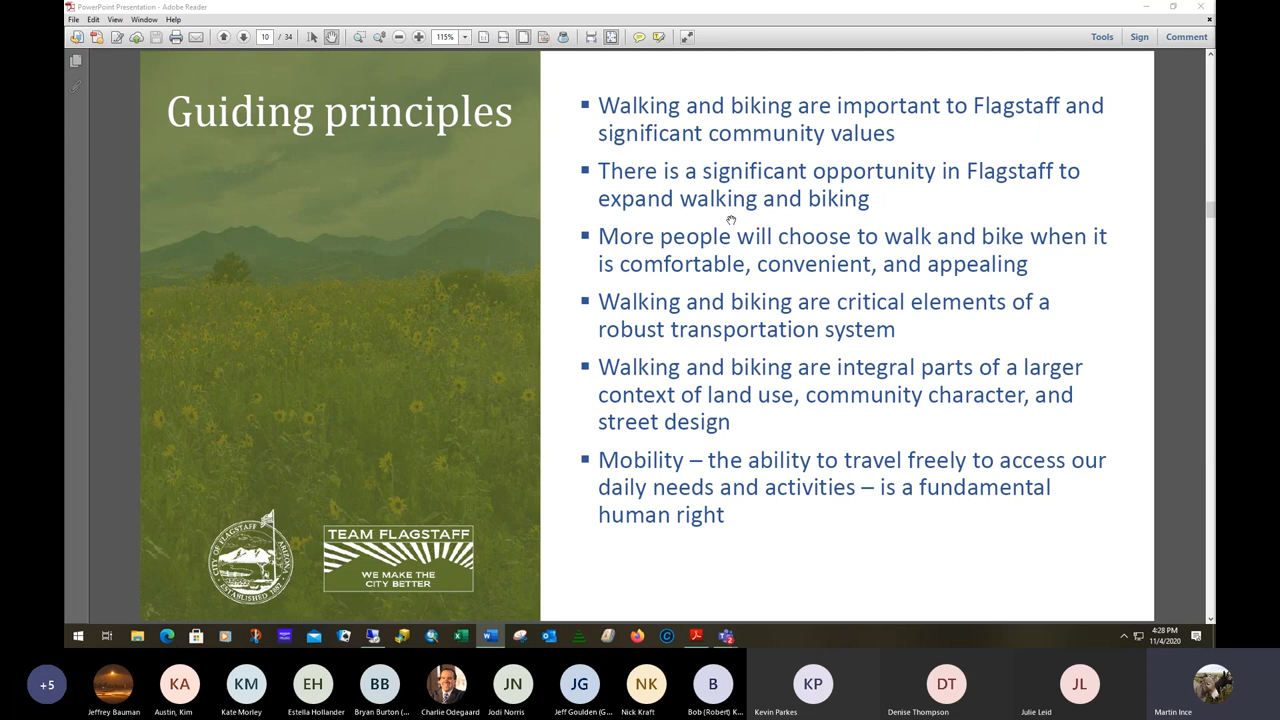 PowerPoint Presentation - Adobe Reader
File Edit View Window Help
10 / 34
115%
Tools Sign Comment
Guiding principles
Walking and biking are important to Flagstaff and
significant community values
There is a significant opportunity in Flagstaff to
expand walking and biking
More people will choose to walk and bike when it
is comfortable, convenient, and appealing
Walking and biking are critical elements of a
robust transportation system
Walking and biking are integral parts of a larger
context of land use, community character, and
street design
Mobility – the ability to travel freely to access our
daily needs and activities – is a fundamental
human right
CITY OF FLAGSTAFF ARIZONA
ESTABLISHED 1882
TEAM FLAGSTAFF
WE MAKE THE
CITY BETTER
4:28 PM
11/4/2020
+5 KA KM EH BB JN JG NK B KP DT JL
Jeffrey Bauman Austin, Kim Kate Morley Estella Hollander Bryan Burton (... Charlie Odegaard Jodi Norris Jeff Goulden (G... Nick Kraft Bob (Robert) K... Kevin Parkes Denise Thompson Julie Leid Martin Ince